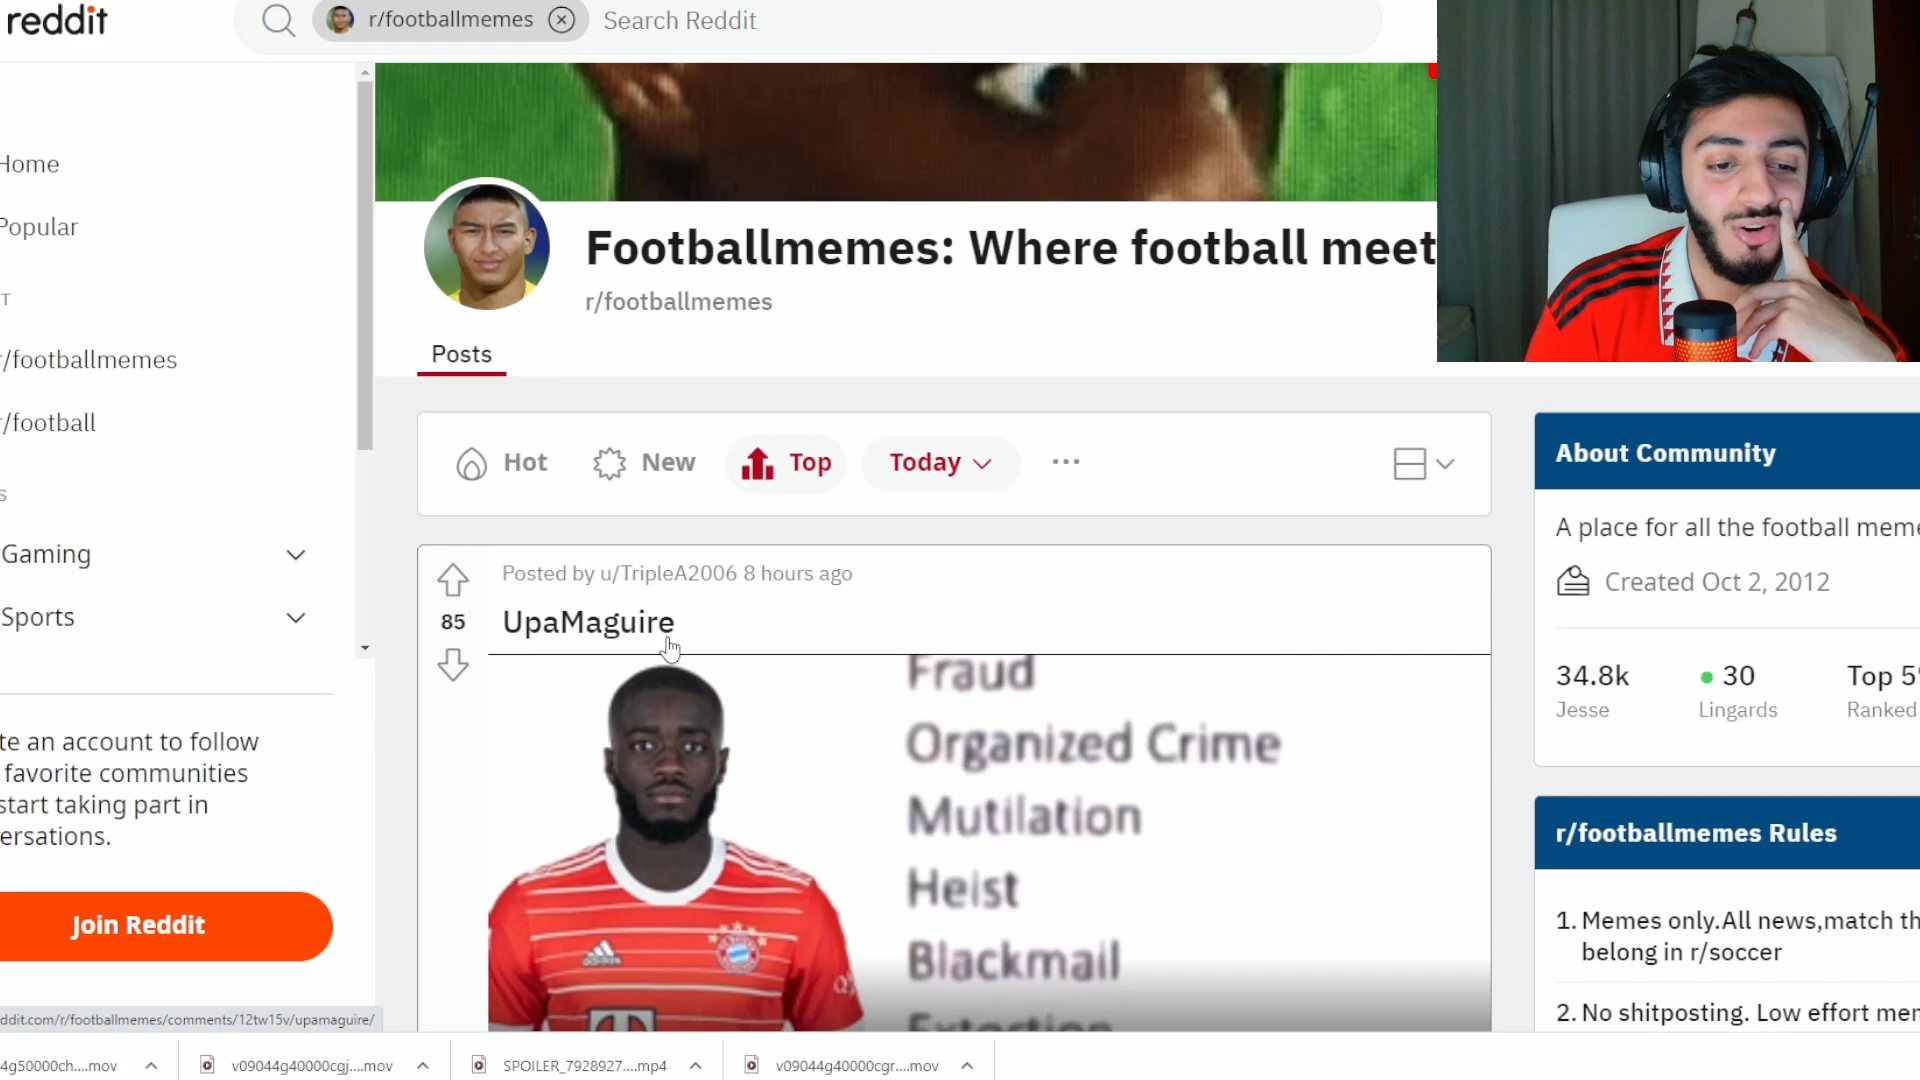 reddit
r/footballmemes
Search Reddit
Home
Popular
r/footballmemes
r/football
Gaming
Sports
te an account to follow
favorite communities
start taking part in
ersations.
Join Reddit
ddit.com/r/footballmemes/comments/12tw15v/upamaguire/
Footballmemes: Where football meet
r/footballmemes
Posts
Hot
New
Top
Today
Posted by u/TripleA2006 8 hours ago
85
UpaMaguire
Fraud
Organized Crime
Mutilation
Heist
Blackmail
Extortion
adidas
About Community
A place for all the football meme
Created Oct 2, 2012
34.8k
30
Top 5%
Jesse
Lingards
Ranked
r/footballmemes Rules
1. Memes only.All news,match th
belong in r/soccer
2. No shitposting. Low effort mem
4g50000ch....mov
v09044g40000cgj....mov
SPOILER_7928927....mp4
v09044g40000cgr....mov